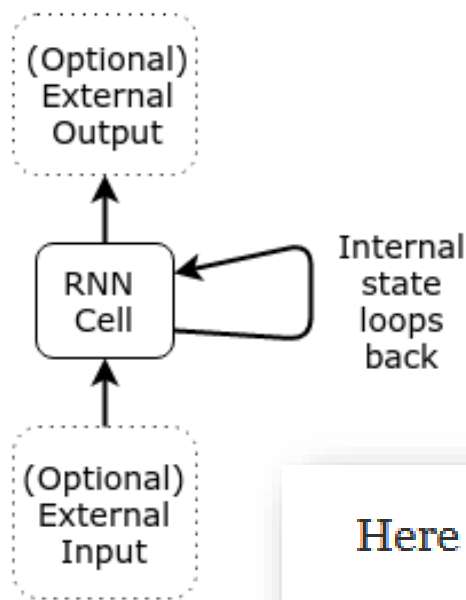 (Optional)
External
Output
RNN
Cell
Internal
state
loops
back
(Optional)
External
Input
Here